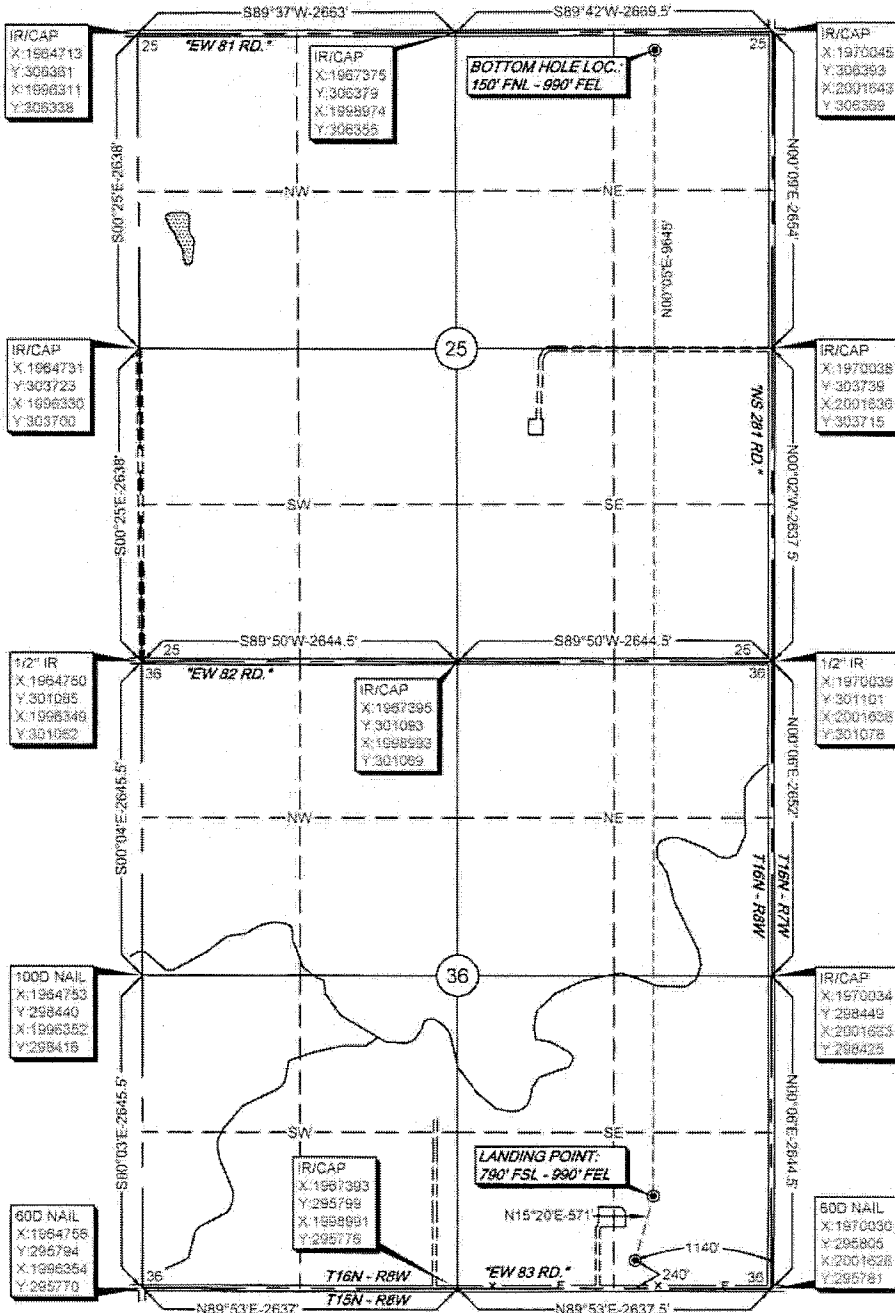 S89°37'W-2663'
S89°42'W-2669.5'
IR/CAP
X:1964713
Y:306361
X:1996311
Y:306338
25
"EW 81 RD."
IR/CAP
X:1967375
Y:306379
X:1998974
Y:306355
BOTTOM HOLE LOC.:
150' FNL - 990' FEL
25
IR/CAP
X:1970045
Y:306393
X:2001643
Y:306369
S00°25'E-2638'
NW
NE
N00°05'E-9645'
N00°09'E-2654'
IR/CAP
X:1964731
Y:303723
X:1996330
Y:303700
25
IR/CAP
X:1970038
Y:303739
X:2001636
Y:303715
"NS 281 RD."
S00°25'E-2638'
SW
SE
N00°02'W-2637.5'
1/2" IR
X:1964750
Y:301085
X:1996349
Y:301062
25
36
S89°50'W-2644.5'
"EW 82 RD."
S89°50'W-2644.5'
IR/CAP
X:1967395
Y:301093
X:1998993
Y:301069
25
36
1/2" IR
X:1970039
Y:301101
X:2001638
Y:301078
S00°04'E-2645.5'
NW
NE
N00°06'E-2652'
T16N - R8W
T16N - R7W
100D NAIL
X:1964753
Y:298440
X:1996352
Y:298416
36
IR/CAP
X:1970034
Y:298449
X:2001633
Y:298425
S00°03'E-2645.5'
SW
SE
N00°06'E-2644.5'
LANDING POINT:
790' FSL - 990' FEL
IR/CAP
X:1967393
Y:295799
X:1998991
Y:295776
N15°20'E-571'
1140'
240'
60D NAIL
X:1964756
Y:295794
X:1996354
Y:295770
36
T16N - R8W
T15N - R8W
"EW 83 RD."
X
E
X
E
36
60D NAIL
X:1970030
Y:295805
X:2001628
Y:295781
N89°53'E-2637'
N89°53'E-2637.5'